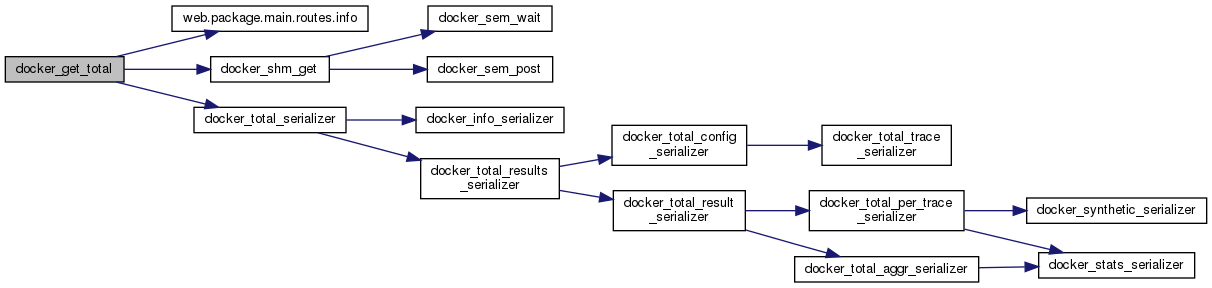 docker_get_total
web.package.main.routes.info
docker_shm_get
docker_total_serializer
docker_sem_wait
docker_sem_post
docker_info_serializer
docker_total_results
_serializer
docker_total_config
_serializer
docker_total_result
_serializer
docker_total_trace
_serializer
docker_total_per_trace
_serializer
docker_total_aggr_serializer
docker_synthetic_serializer
docker_stats_serializer